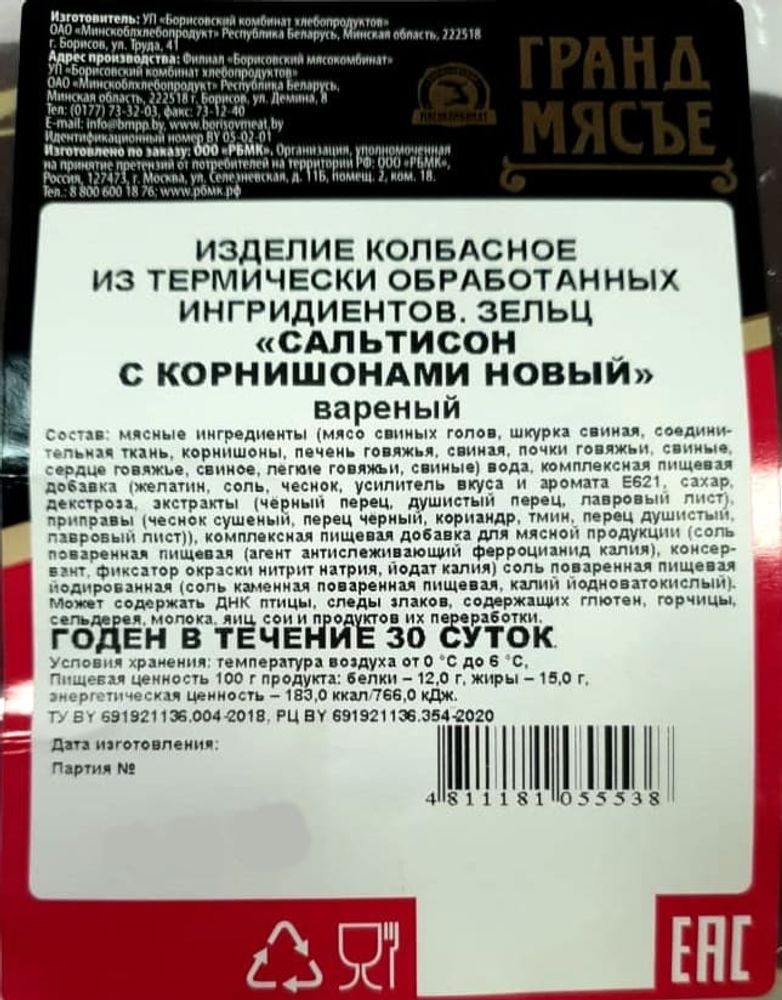 Изготовитель: УП «Борисовский комбинат хлебопродуктов»
ОАО «Минскоблхлебопродукт» Республика Беларусь, Минская область, 222518
г. Борисов, ул. Труда, 41
Адрес производства: Филиал «Борисовский мясокомбинат»
УП «Борисовский комбинат хлебопродуктов»
ОАО «Минскоблхлебопродукт» Республика Беларусь,
Минская область, 222518 г. Борисов, ул. Демина, 8
Тел: (0177) 73-32-03, факс: 73-12-40
E-mail: info@bmpp.by, www.borisovmeat.by
Идентификационный номер BY 05-02-01
Изготовлено по заказу: ООО «РБМК». Организация, уполномоченная
на принятие претензий от потребителей на территории РФ: ООО «РБМК»,
Россия, 127473, г. Москва, ул. Селезневская, д. 11Б, помещ. 2, ком. 18.
Тел.: 8 800 600 18 76; www.рбмк.рф
ГРАНД
МЯСЪЕ
ИЗДЕЛИЕ КОЛБАСНОЕ
ИЗ ТЕРМИЧЕСКИ ОБРАБОТАННЫХ
ИНГРИДИЕНТОВ. ЗЕЛЬЦ
«САЛЬТИСОН
С КОРНИШОНАМИ НОВЫЙ»
вареный
Состав: мясные ингредиенты (мясо свиных голов, шкурка свиная, соедини-
тельная ткань, корнишоны, печень говяжья, свиная, почки говяжьи, свиные,
сердце говяжье, свиное, легкие говяжьи, свиные) вода, комплексная пищевая
добавка (желатин, соль, чеснок, усилитель вкуса и аромата Е621, сахар,
декстроза, экстракты (чёрный перец, душистый перец, лавровый лист),
приправы (чеснок сушеный, перец чёрный, кориандр, тмин, перец душистый,
лавровый лист)), комплексная пищевая добавка для мясной продукции (соль
поваренная пищевая (агент антислеживающий ферроцианид калия), консер-
вант, фиксатор окраски нитрит натрия, йодат калия) соль поваренная пищевая
йодированная (соль каменная поваренная пищевая, калий йодноватокислый).
Может содержать ДНК птицы, следы злаков, содержащих глютен, горчицы,
сельдерея, молока, яиц, сои и продуктов их переработки.
ГОДЕН В ТЕЧЕНИЕ 30 СУТОК.
Условия хранения: температура воздуха от 0 °С до 6 °С,
Пищевая ценность 100 г продукта: белки – 12,0 г, жиры – 15,0 г,
энергетическая ценность – 183,0 ккал/766,0 кДж.
ТУ BY 691921136.004-2018, РЦ BY 691921136.354-2020
Дата изготовления:
Партия №
4 811181 055538
EAC